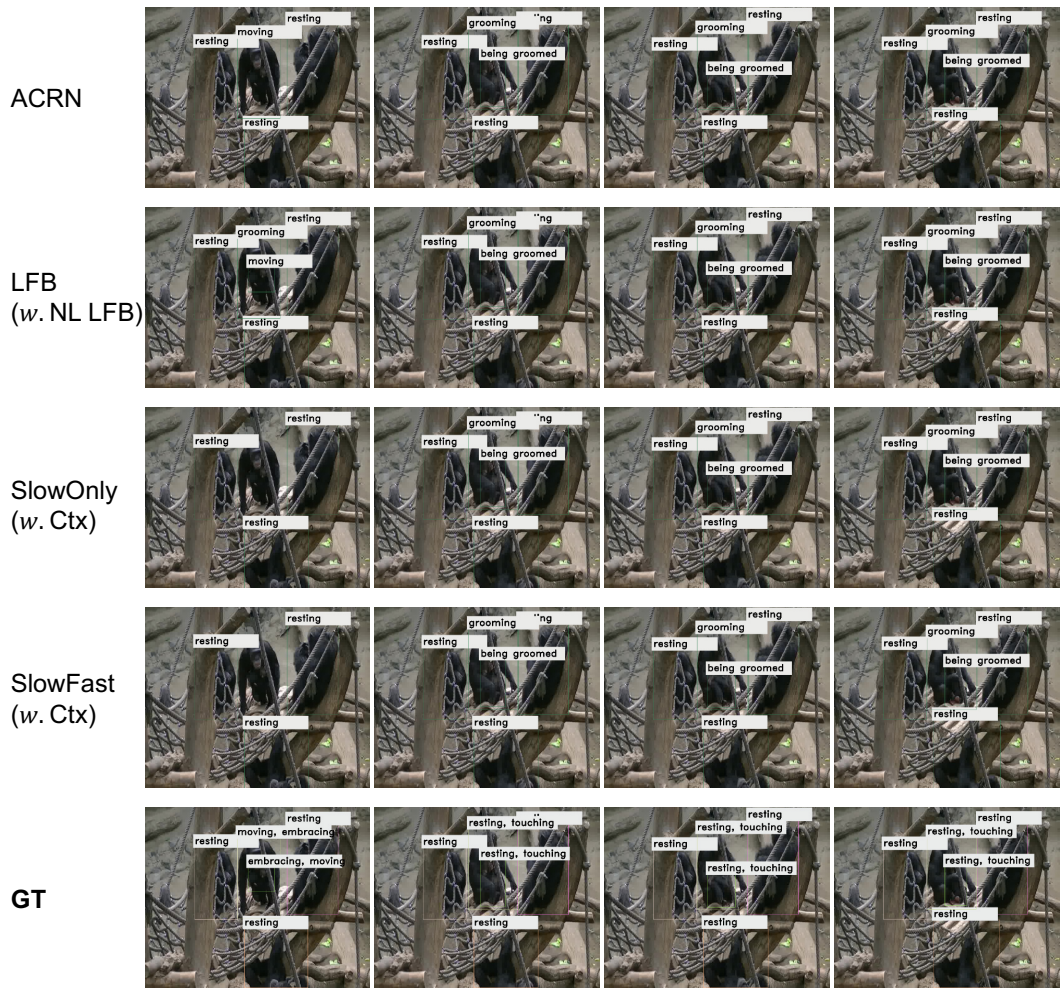 ACRN
resting
moving
resting
resting
grooming
resting
being groomed
resting
resting
grooming
resting
being groomed
resting
resting
grooming
resting
being groomed
resting
LFB
(w. NL LFB)
resting
grooming
resting
moving
resting
grooming
resting
being groomed
resting
resting
grooming
resting
being groomed
resting
resting
grooming
resting
being groomed
resting
SlowOnly
(w. Ctx)
resting
resting
resting
grooming
resting
being groomed
resting
resting
grooming
resting
being groomed
resting
resting
grooming
resting
being groomed
resting
SlowFast
(w. Ctx)
resting
resting
resting
grooming
resting
being groomed
resting
resting
grooming
resting
being groomed
resting
resting
grooming
resting
being groomed
resting
GT
resting
moving, embracing
resting
embracing, moving
resting
resting, touching
resting
resting, touching
resting
resting
resting, touching
resting
resting, touching
resting
resting
resting, touching
resting
resting, touching
resting